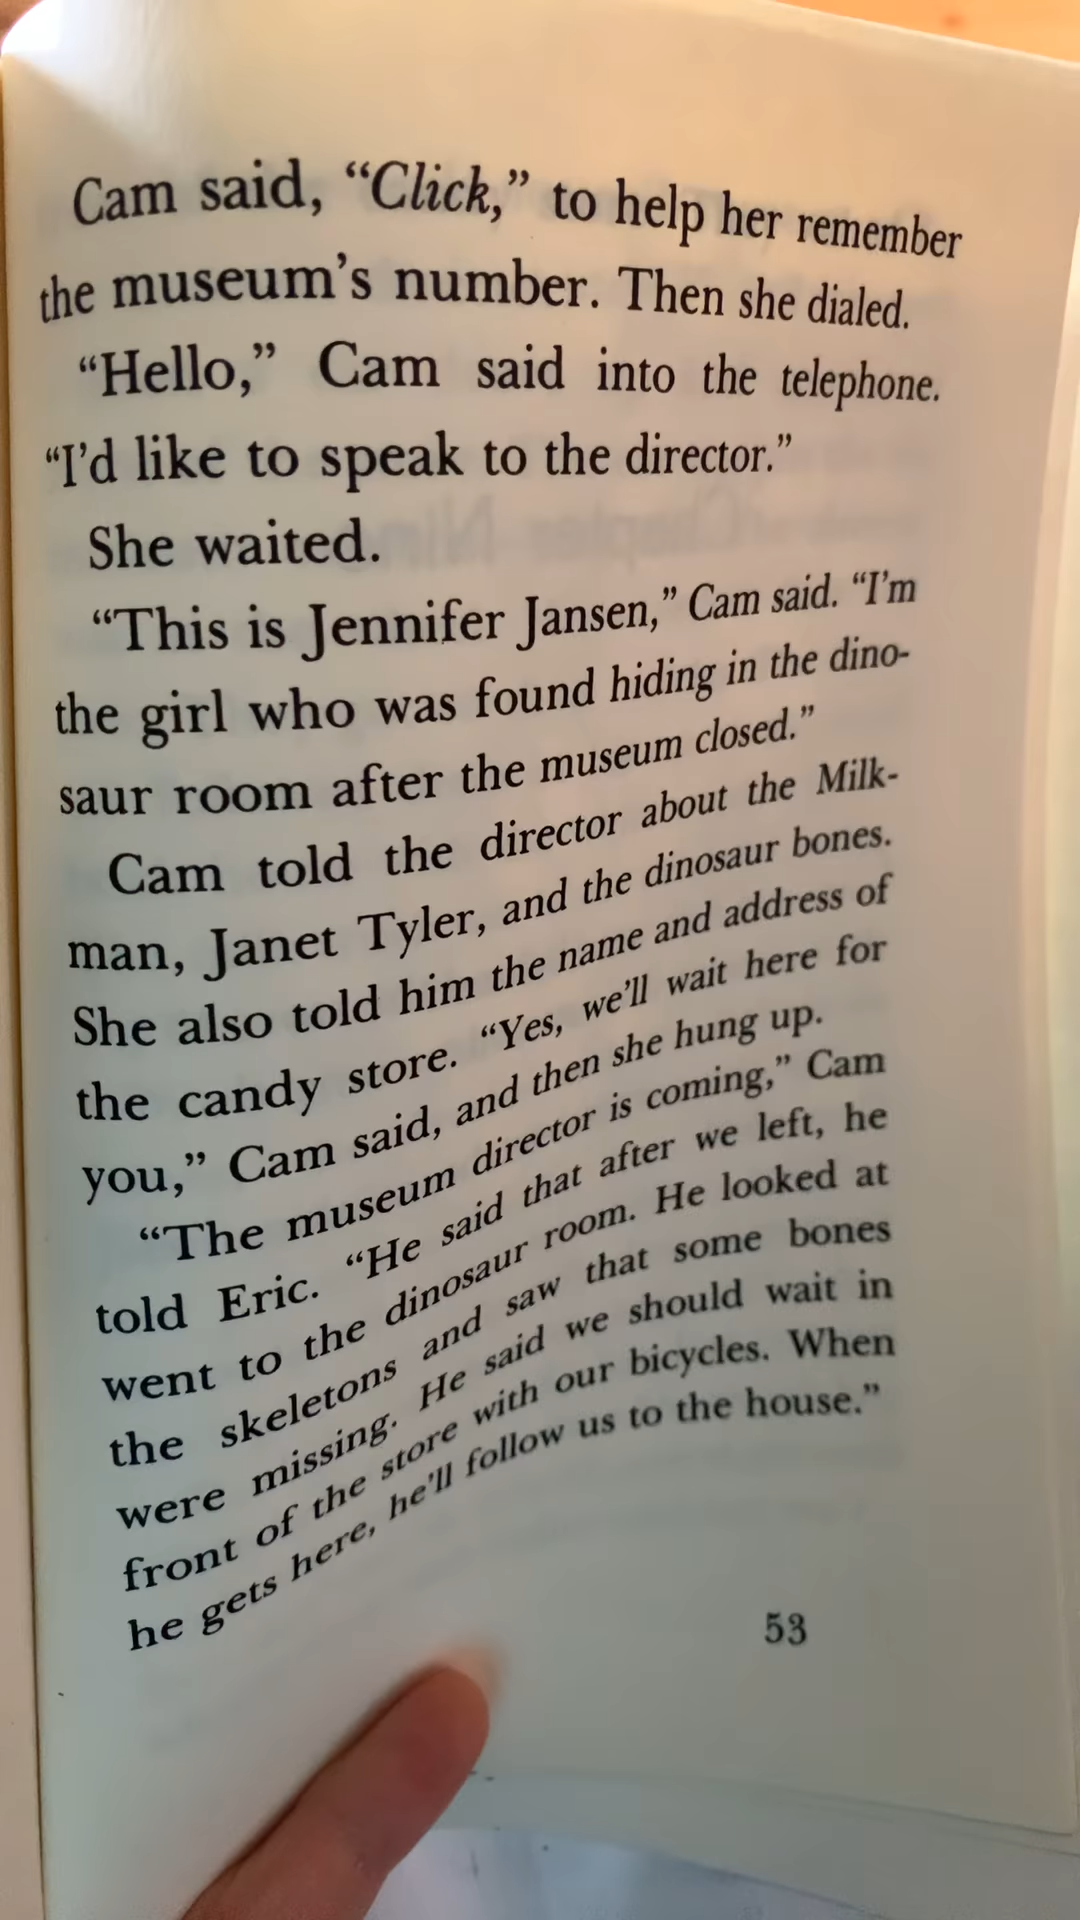 Cam said, “Click,” to help her remember
the museum’s number. Then she dialed.
“Hello,” Cam said into the telephone.
“I’d like to speak to the director.”
She waited.
“This is Jennifer Jansen,” Cam said. “I’m
the girl who was found hiding in the dino-
saur room after the museum closed.”
Cam told the director about the Milk-
man, Janet Tyler, and the dinosaur bones.
She also told him the name and address of
the candy store. “Yes, we’ll wait here for
you,” Cam said, and then she hung up.
“The museum director is coming,” Cam
told Eric. “He said that after we left, he
went to the dinosaur room. He looked at
the skeletons and saw that some bones
were missing. He said we should wait in
front of the store with our bicycles. When
he gets here, he’ll follow us to the house.”
53